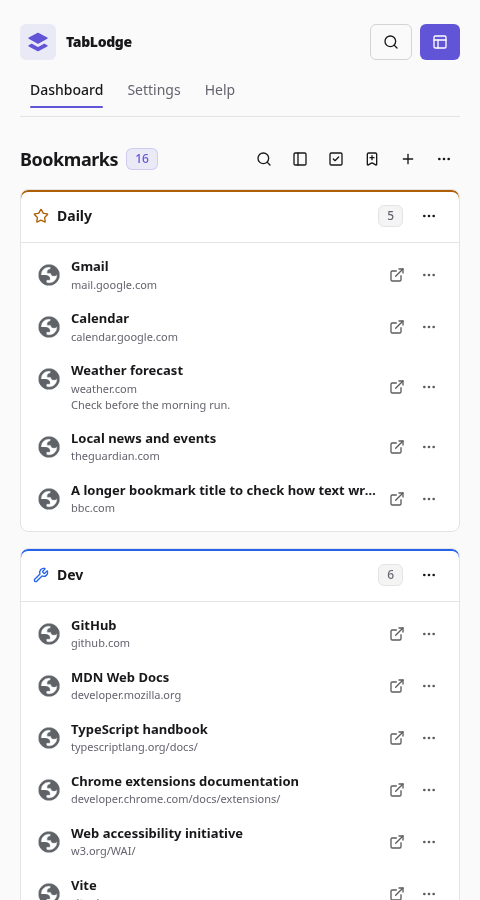 TabLodge
Dashboard Settings Help
Bookmarks 16
Daily 5
Gmail
mail.google.com
Calendar
calendar.google.com
Weather forecast
weather.com
Check before the morning run.
Local news and events
theguardian.com
A longer bookmark title to check how text wr...
bbc.com
Dev 6
GitHub
github.com
MDN Web Docs
developer.mozilla.org
TypeScript handbook
typescriptlang.org/docs/
Chrome extensions documentation
developer.chrome.com/docs/extensions/
Web accessibility initiative
w3.org/WAI/
Vite